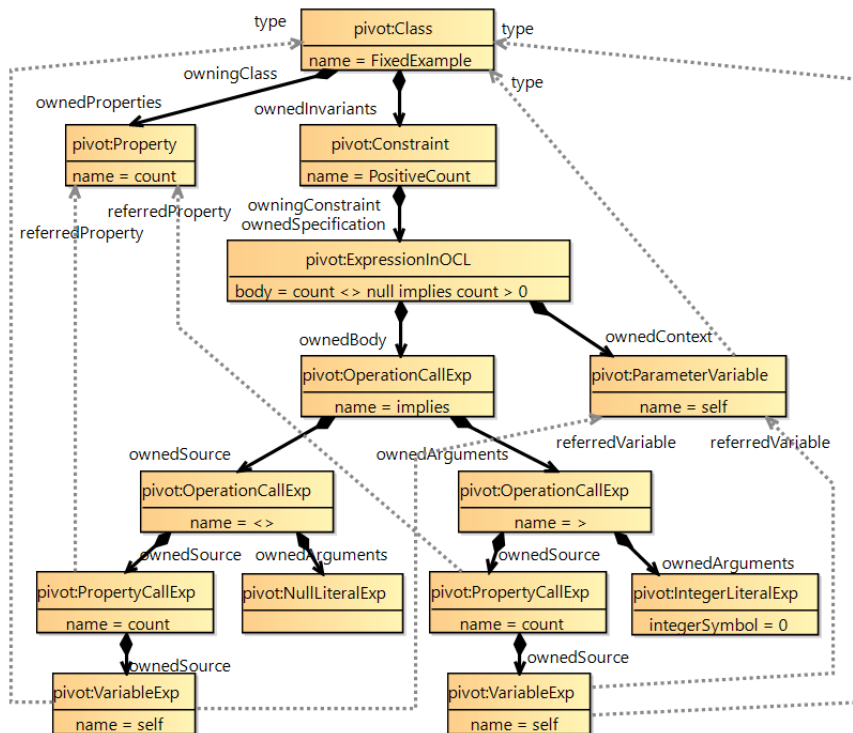 type
pivot:Class
type
name = FixedExample
owningClass
type
ownedProperties
ownedInvariants
pivot:Property
pivot:Constraint
name = count
name = PositiveCount
owningConstraint
referredProperty
ownedSpecification
referredProperty
pivot:ExpressionInOCL
body = count <> null implies count > 0
ownedBody
ownedContext
pivot:OperationCallExp
pivot:ParameterVariable
name = implies
name = self
referredVariable
referredVariable
ownedSource
ownedArguments
pivot:OperationCallExp
pivot:OperationCallExp
name = <>
name = >
ownedSource
ownedArguments
ownedSource
ownedArguments
pivot:PropertyCallExp
pivot:NullLiteralExp
pivot:PropertyCallExp
pivot:IntegerLiteralExp
name = count
name = count
integerSymbol = 0
ownedSource
ownedSource
pivot:VariableExp
pivot:VariableExp
name = self
name = self